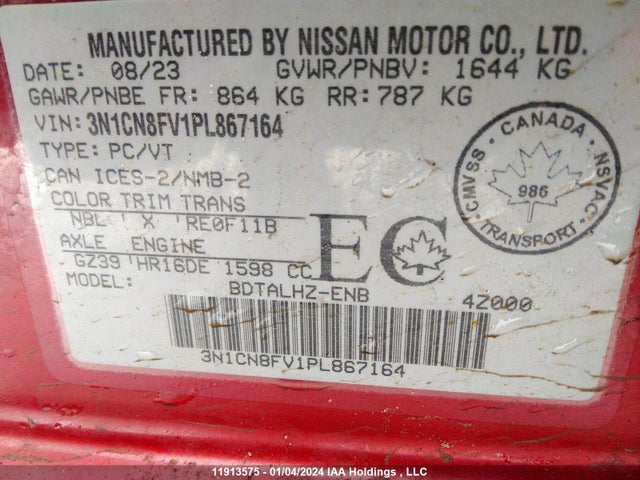 MANUFACTURED BY NISSAN MOTOR CO., LTD.
DATE: 08/23 GVWR/PNBV: 1644 KG
GAWR/PNBE FR: 864 KG RR: 787 KG
VIN: 3N1CN8FV1PL867164
TYPE: PC/VT
CAN ICES-2/NMB-2
COLOR TRIM TRANS
NBL X RE0F11B
AXLE ENGINE
GZ39 HR16DE 1598 CC
MODEL: BDTALHZ-ENB 4Z000
EC
CANADA
CMVSS NSVAC
986
TRANSPORT
3N1CN8FV1PL867164
11913575 - 01/04/2024 IAA Holdings , LLC